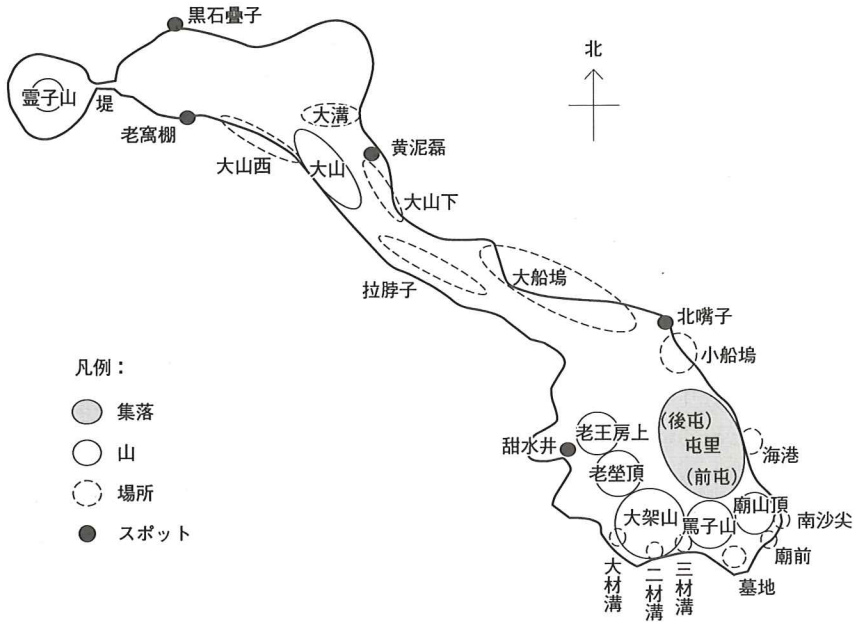 黒石疊子
北
霊子山
堤
老窩棚
大溝
大山西
大山
黄泥磊
大山下
拉脖子
大船塢
北嘴子
小船塢
凡例：
集落
山
場所
スポット
(後屯)
屯里
(前屯)
海港
甜水井
老王房上
老塋頂
大架山
罵子山
廟山頂
南沙尖
廟前
墓地
大材溝
二材溝
三材溝